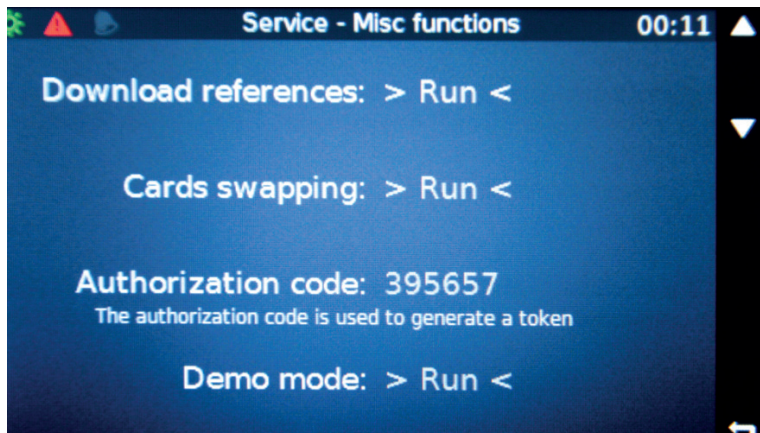 Service - Misc functions 00:11
Download references: > Run <
Cards swapping: > Run <
Authorization code: 395657
The authorization code is used to generate a token
Demo mode: > Run <